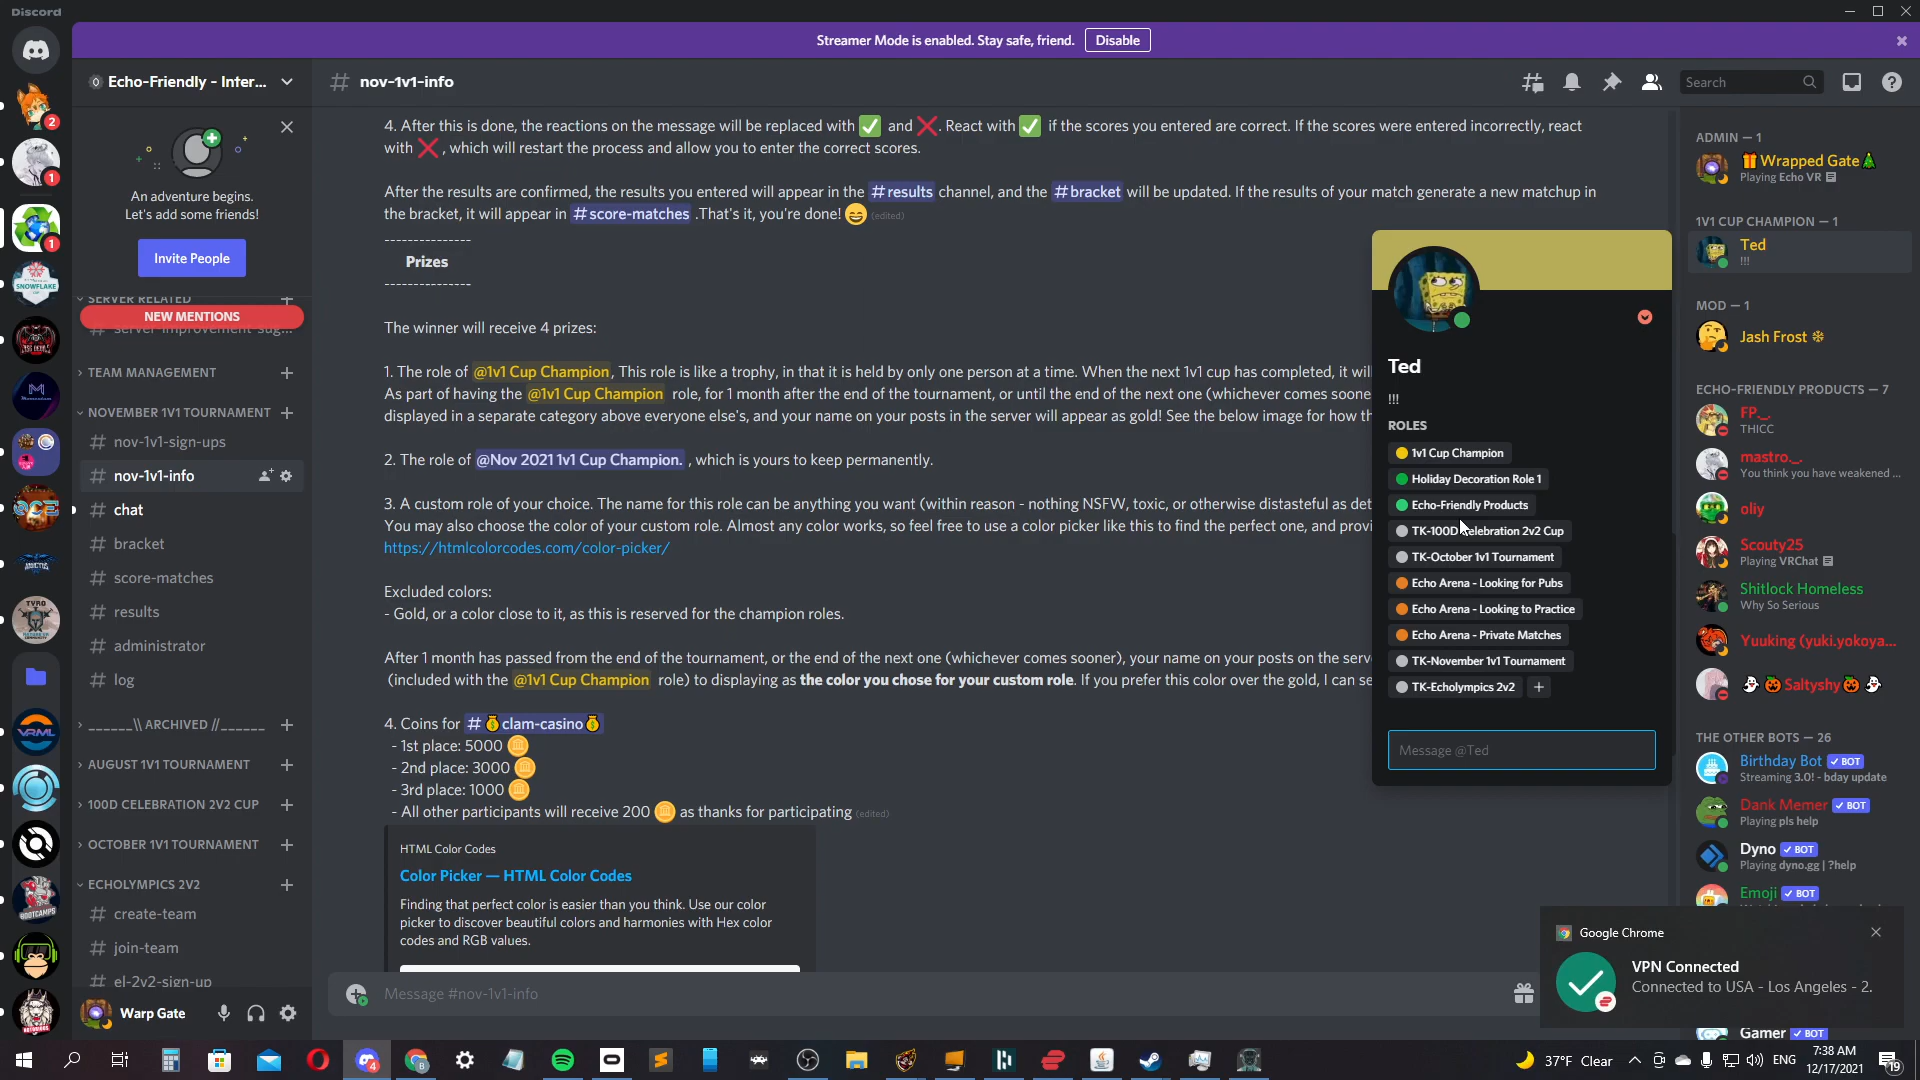 Discord
Streamer Mode is enabled. Stay safe, friend.
Disable
Echo-Friendly - Inter...
nov-1v1-info
Search
An adventure begins.
Let's add some friends!
Invite People
SERVER RELATED
NEW MENTIONS
server-improvement-sug...
TEAM MANAGEMENT
NOVEMBER 1V1 TOURNAMENT
nov-1v1-sign-ups
nov-1v1-info
chat
bracket
score-matches
results
administrator
log
______\\ ARCHIVED //______
AUGUST 1V1 TOURNAMENT
100D CELEBRATION 2V2 CUP
OCTOBER 1V1 TOURNAMENT
ECHOLYMPICS 2V2
create-team
join-team
el-2v2-sign-up
Warp Gate
4. After this is done, the reactions on the message will be replaced with ✅ and ❌. React with ✅ if the scores you entered are correct. If the scores were entered incorrectly, react
with ❌, which will restart the process and allow you to enter the correct scores.
After the results are confirmed, the results you entered will appear in the #results channel, and the #bracket will be updated. If the results of your match generate a new matchup in
the bracket, it will appear in #score-matches .That's it, you're done! 😄 (edited)
---------------
Prizes
---------------
The winner will receive 4 prizes:
1. The role of @1v1 Cup Champion, This role is like a trophy, in that it is held by only one person at a time. When the next 1v1 cup has completed, it wil
As part of having the @1v1 Cup Champion role, for 1 month after the end of the tournament, or until the end of the next one (whichever comes soone
displayed in a separate category above everyone else's, and your name on your posts in the server will appear as gold! See the below image for how th
2. The role of @Nov 2021 1v1 Cup Champion. , which is yours to keep permanently.
3. A custom role of your choice. The name for this role can be anything you want (within reason - nothing NSFW, toxic, or otherwise distasteful as det
You may also choose the color of your custom role. Almost any color works, so feel free to use a color picker like this to find the perfect one, and provi
https://htmlcolorcodes.com/color-picker/
Excluded colors:
- Gold, or a color close to it, as this is reserved for the champion roles.
After 1 month has passed from the end of the tournament, or the end of the next one (whichever comes sooner), your name on your posts on the serv
(included with the @1v1 Cup Champion role) to displaying as the color you chose for your custom role. If you prefer this color over the gold, I can se
4. Coins for # 💰clam-casino💰
- 1st place: 5000
- 2nd place: 3000
- 3rd place: 1000
- All other participants will receive 200 as thanks for participating (edited)
HTML Color Codes
Color Picker — HTML Color Codes
Finding that perfect color is easier than you think. Use our color
picker to discover beautiful colors and harmonies with Hex color
codes and RGB values.
Message #nov-1v1-info
Ted
!!!
ROLES
1v1 Cup Champion
Holiday Decoration Role 1
Echo-Friendly Products
TK-100D Celebration 2v2 Cup
TK-October 1v1 Tournament
Echo Arena - Looking for Pubs
Echo Arena - Looking to Practice
Echo Arena - Private Matches
TK-November 1v1 Tournament
TK-Echolympics 2v2
Message @Ted
ADMIN — 1
🎁Wrapped Gate🎄
Playing Echo VR
1V1 CUP CHAMPION — 1
Ted
!!!
MOD — 1
Jash Frost ❄
ECHO-FRIENDLY PRODUCTS — 7
FP._.
THICC
mastro._.
You think you have weakened ...
oliy
Scouty25
Playing VRChat
Shitlock Homeless
Why So Serious
Yuuking (yuki.yokoya...
👻🎃Saltyshy🎃👻
THE OTHER BOTS — 26
Birthday Bot ✓ BOT
Streaming 3.0! - bday update
Dank Memer ✓ BOT
Playing pls help
Dyno ✓ BOT
Playing dyno.gg | ?help
Emoji ✓ BOT
Google Chrome
VPN Connected
Connected to USA - Los Angeles - 2.
Gamer ✓ BOT
37°F Clear
ENG
7:38 AM
12/17/2021
19